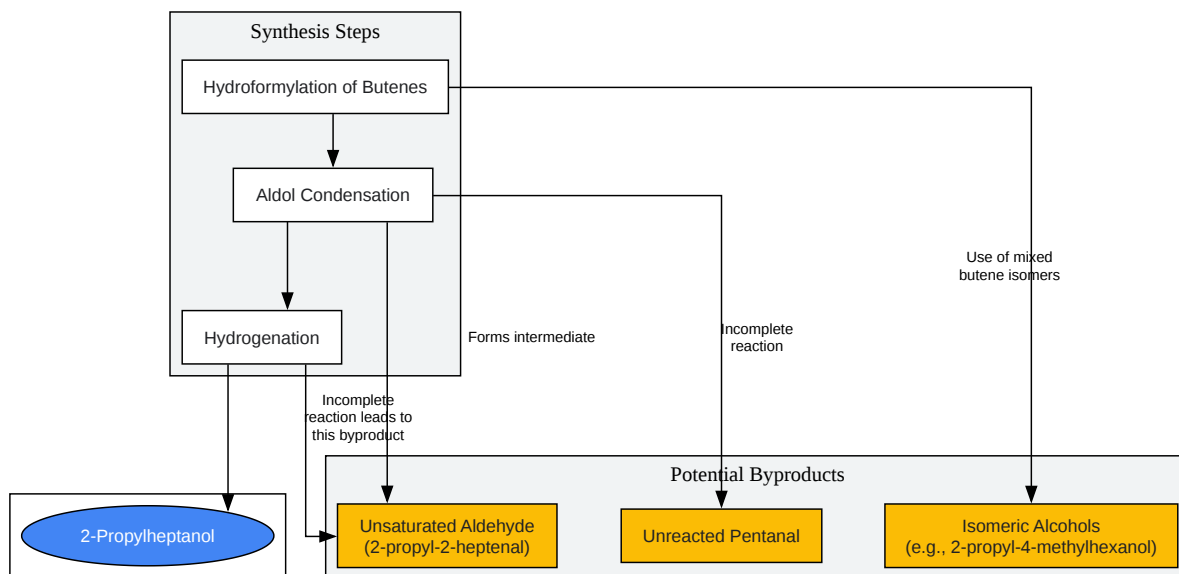 Synthesis Steps
Hydroformylation of Butenes
Aldol Condensation
Use of mixed
butene isomers
Hydrogenation
Forms intermediate
Incomplete
reaction
Incomplete
reaction leads to
this byproduct
Potential Byproducts
2-Propylheptanol
Unsaturated Aldehyde
(2-propyl-2-heptenal)
Unreacted Pentanal
Isomeric Alcohols
(e.g., 2-propyl-4-methylhexanol)